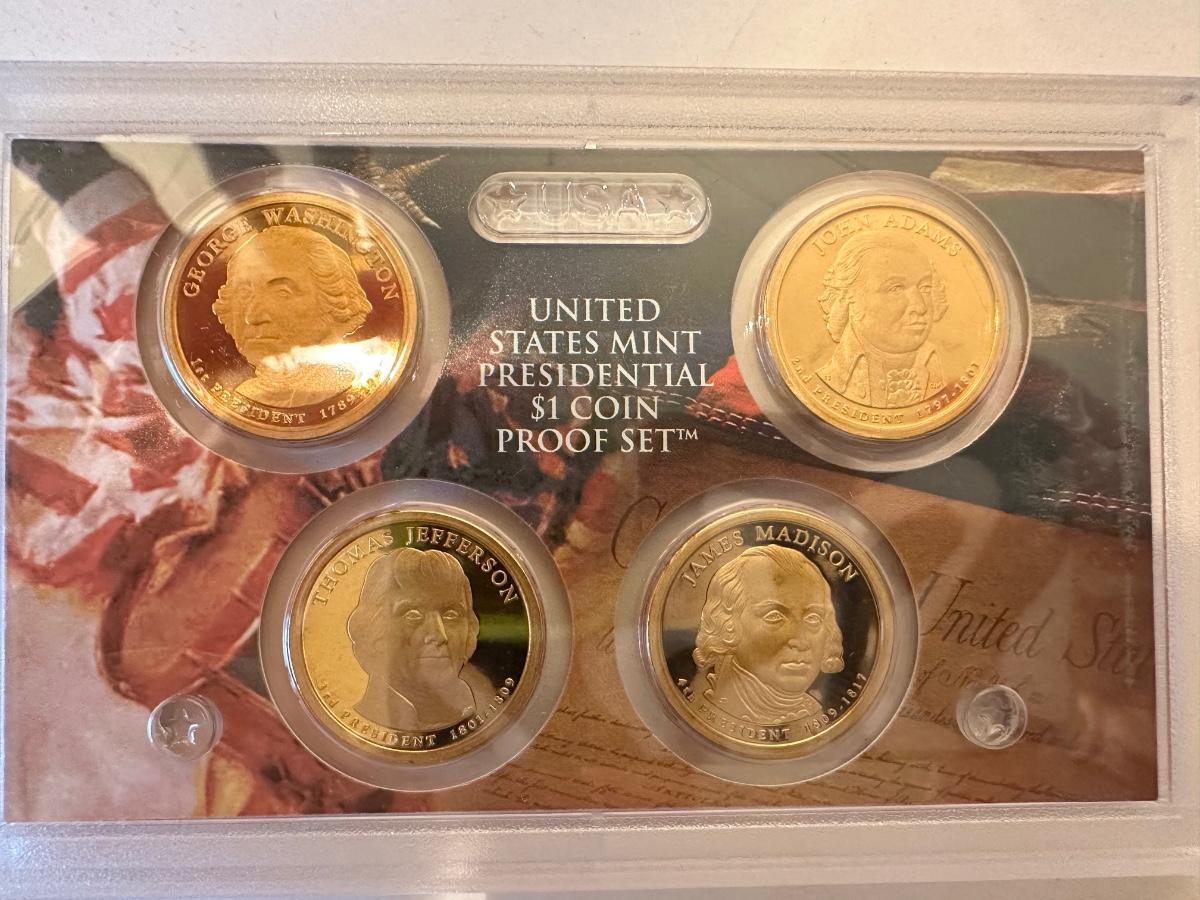 GEORGE WASHINGTON
1st PRESIDENT 1789-
USA
UNITED
STATES MINT
PRESIDENTIAL
$1 COIN
PROOF SET™
JOHN ADAMS
2nd PRESIDENT 1797-1801
THOMAS JEFFERSON
3rd PRESIDENT 1801-1809
JAMES MADISON
4th PRESIDENT 1809-1817
United